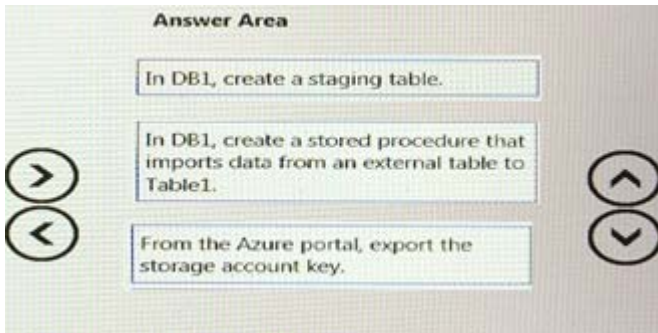 Answer Area
In DB1, create a staging table.
In DB1, create a stored procedure that
imports data from an external table to
Table1.
From the Azure portal, export the
storage account key.